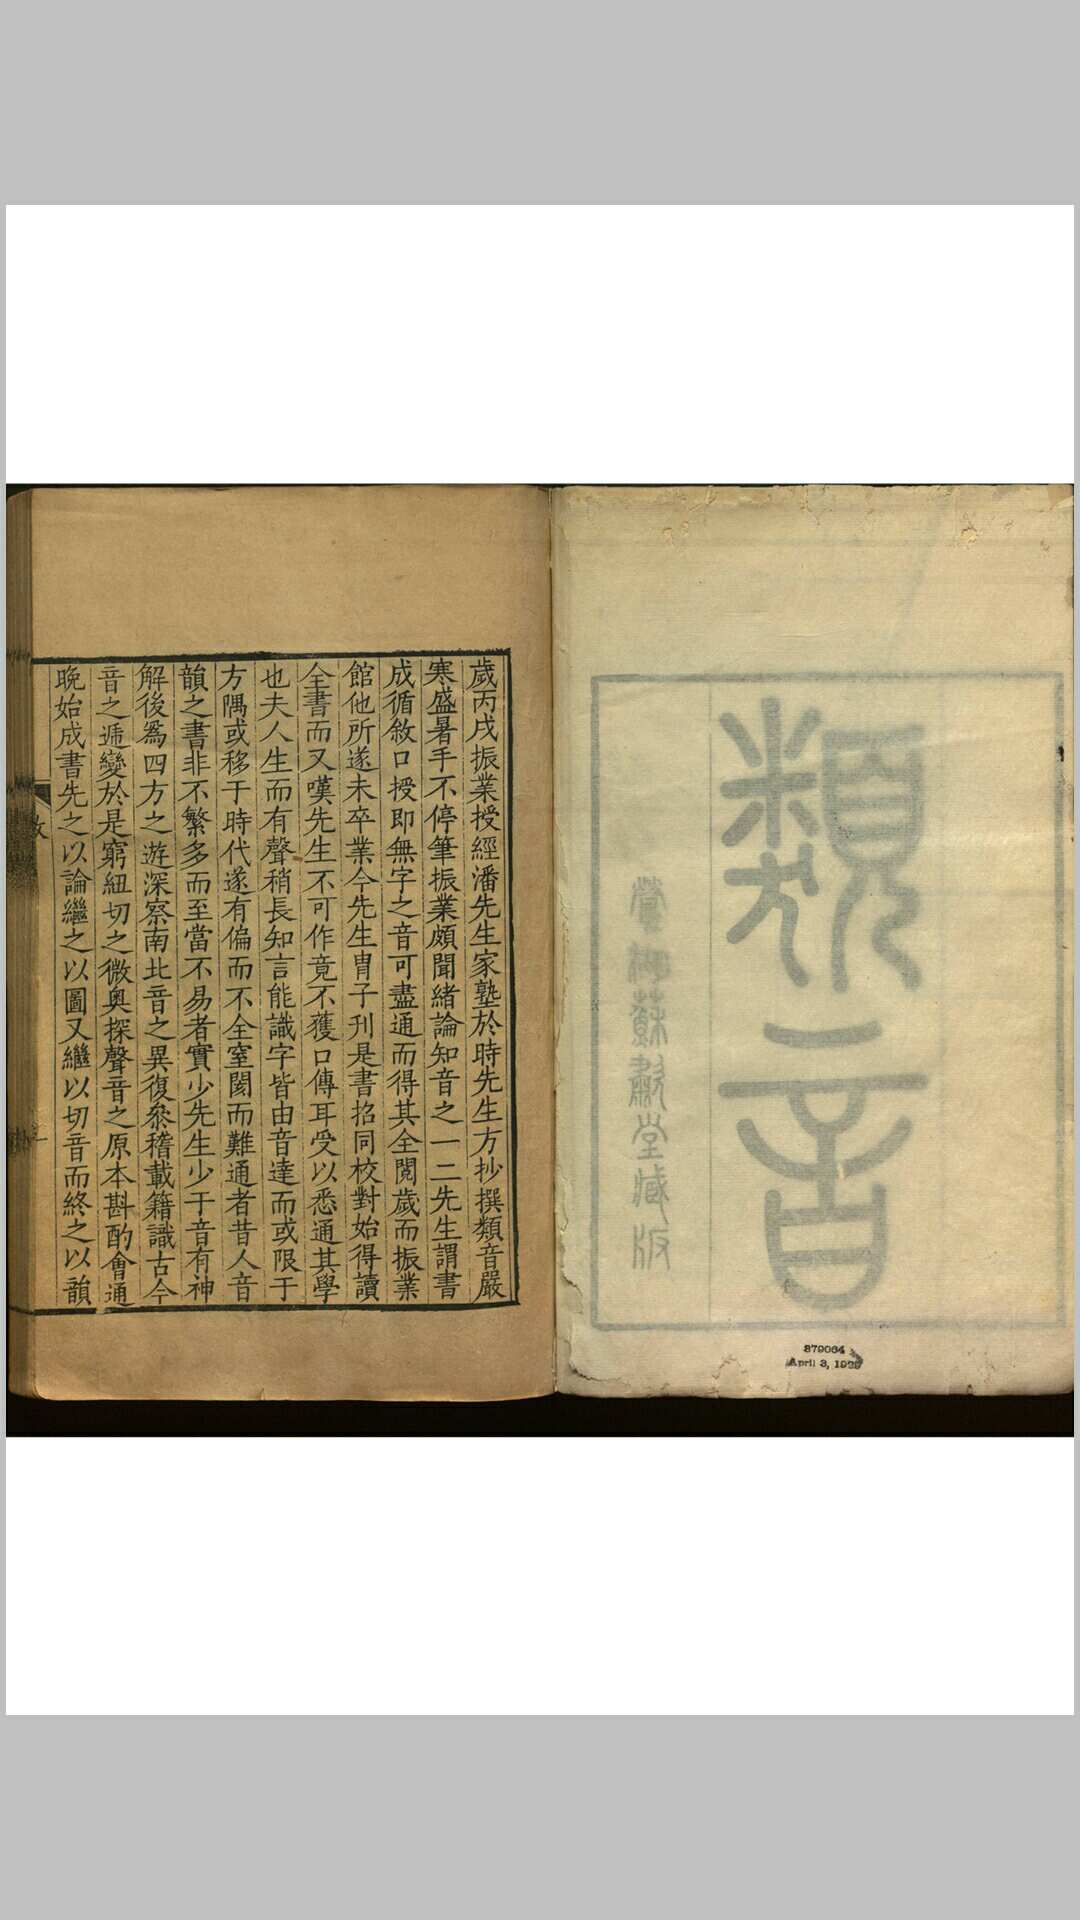 類音
湖蘇堂藏版
April 3,
歲丙戌振業授經潘先生家塾於時先生方抄撰類音嚴
寒盛暑手不停筆振業頗聞緒論知音之一二先生謂書
成循敘口授即無字之音可盡通而得其全閱歲而振業
館他所遂未卒業今先生胄子刊是書招同校對始得讀
全書而又嘆先生不可作竟不獲口傳耳受以悉通其學
也夫人生而有聲稍長知言能識字皆由音達而或限于
方隅或移于時代遂有偏而不全窒閡而難通者昔人音
韻之書非不繁多而至當不易者實少先生少于音有神
解後爲四方之遊深察南北音之異復叅稽載籍識古今
音之遞變於是窮紐切之微奧探聲音之原本斟酌會通
晚始成書先之以論繼之以圖又繼以切音而終之以韻